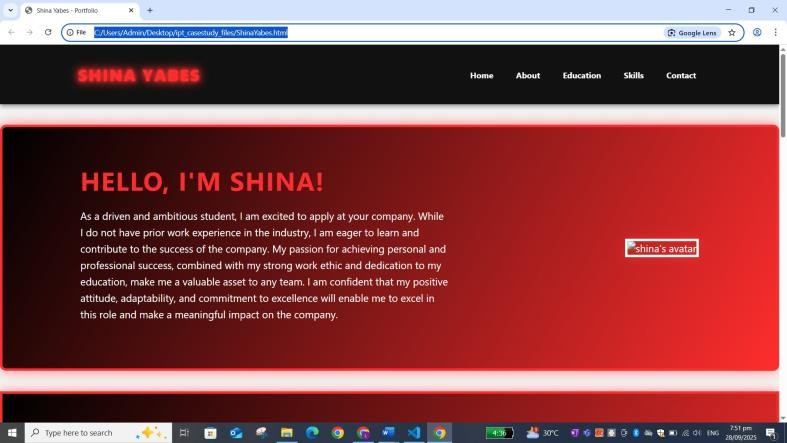 Shina Yabes - Portfolio
File
C:/Users/Admin/Desktop/ipt_casestudy_files/ShinaYabes.html
Google Lens
SHINA YABES
Home About Education Skills Contact
HELLO, I'M SHINA!
As a driven and ambitious student, I am excited to apply at your company. While
I do not have prior work experience in the industry, I am eager to learn and
contribute to the success of the company. My passion for achieving personal and
professional success, combined with my strong work ethic and dedication to my
education, make me a valuable asset to any team. I am confident that my positive
attitude, adaptability, and commitment to excellence will enable me to excel in
this role and make a meaningful impact on the company.
shina's avatar
Type here to search
4:36
30°C
ENG
7:51 pm
28/09/2025